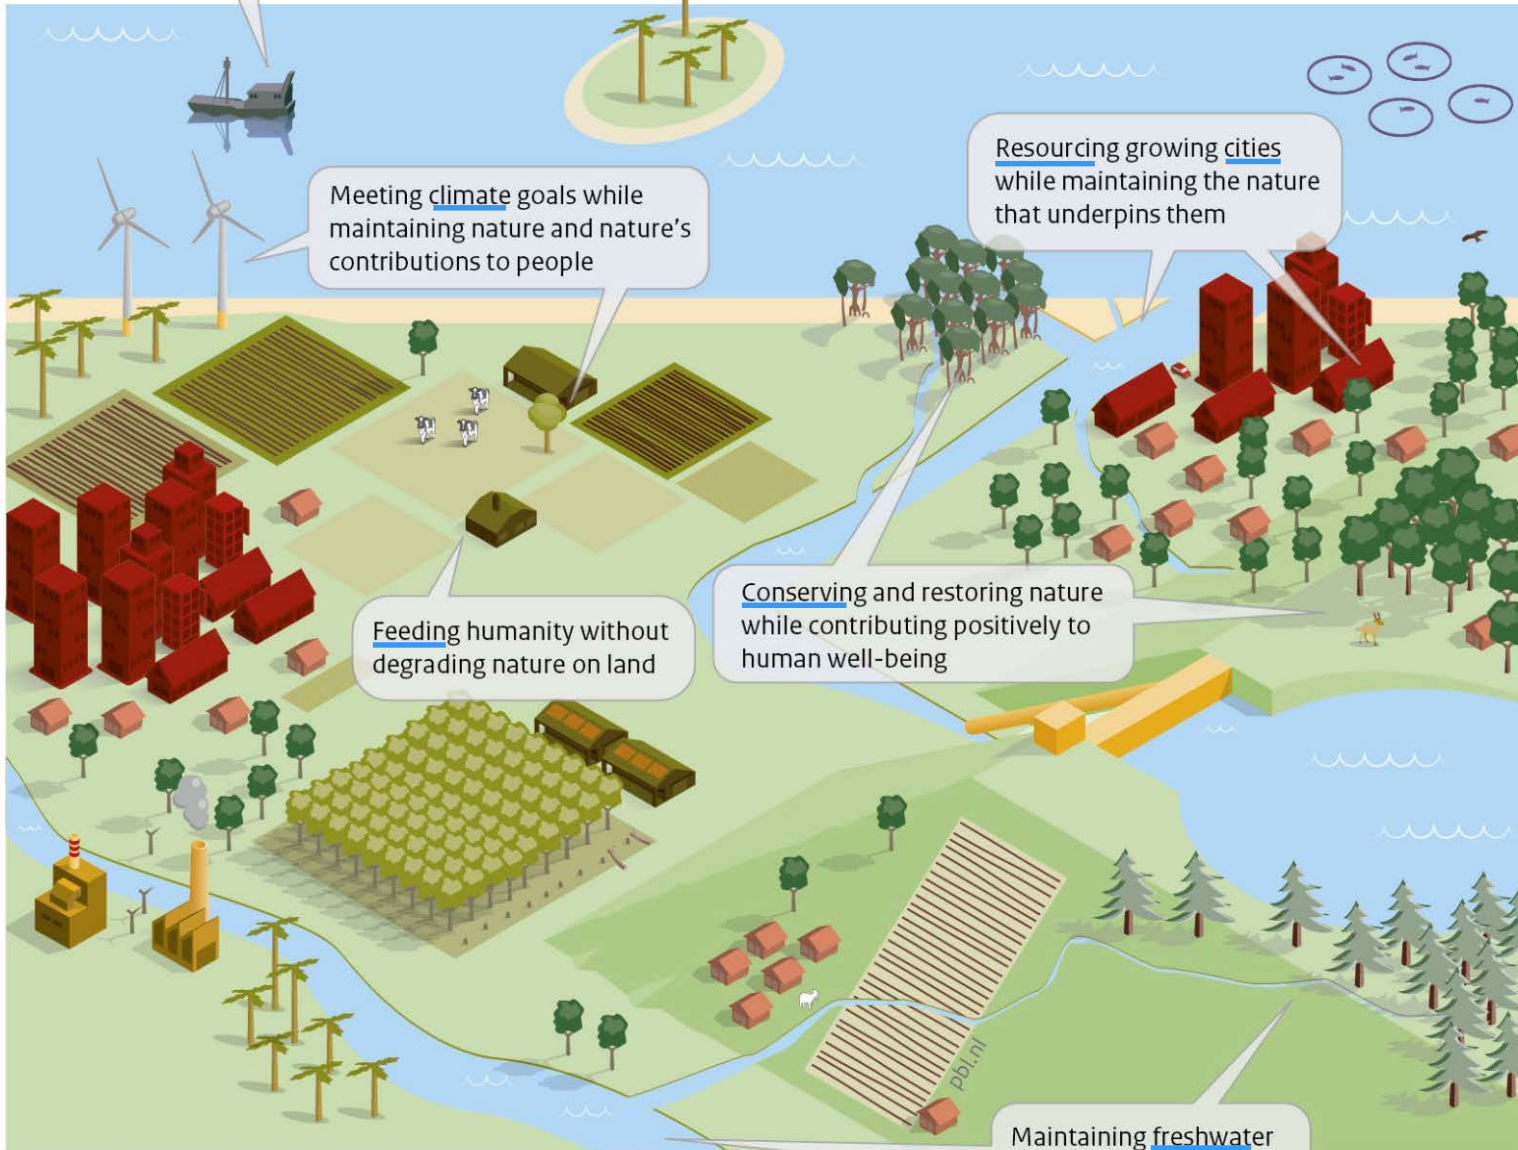 Resourcing growing cities
while maintaining the nature
that underpins them
Meeting climate goals while
maintaining nature and nature's
contributions to people
Conserving and restoring nature
while contributing positively to
human well-being
Feeding humanity without
degrading nature on land
pbl.nl
Maintaining freshwater